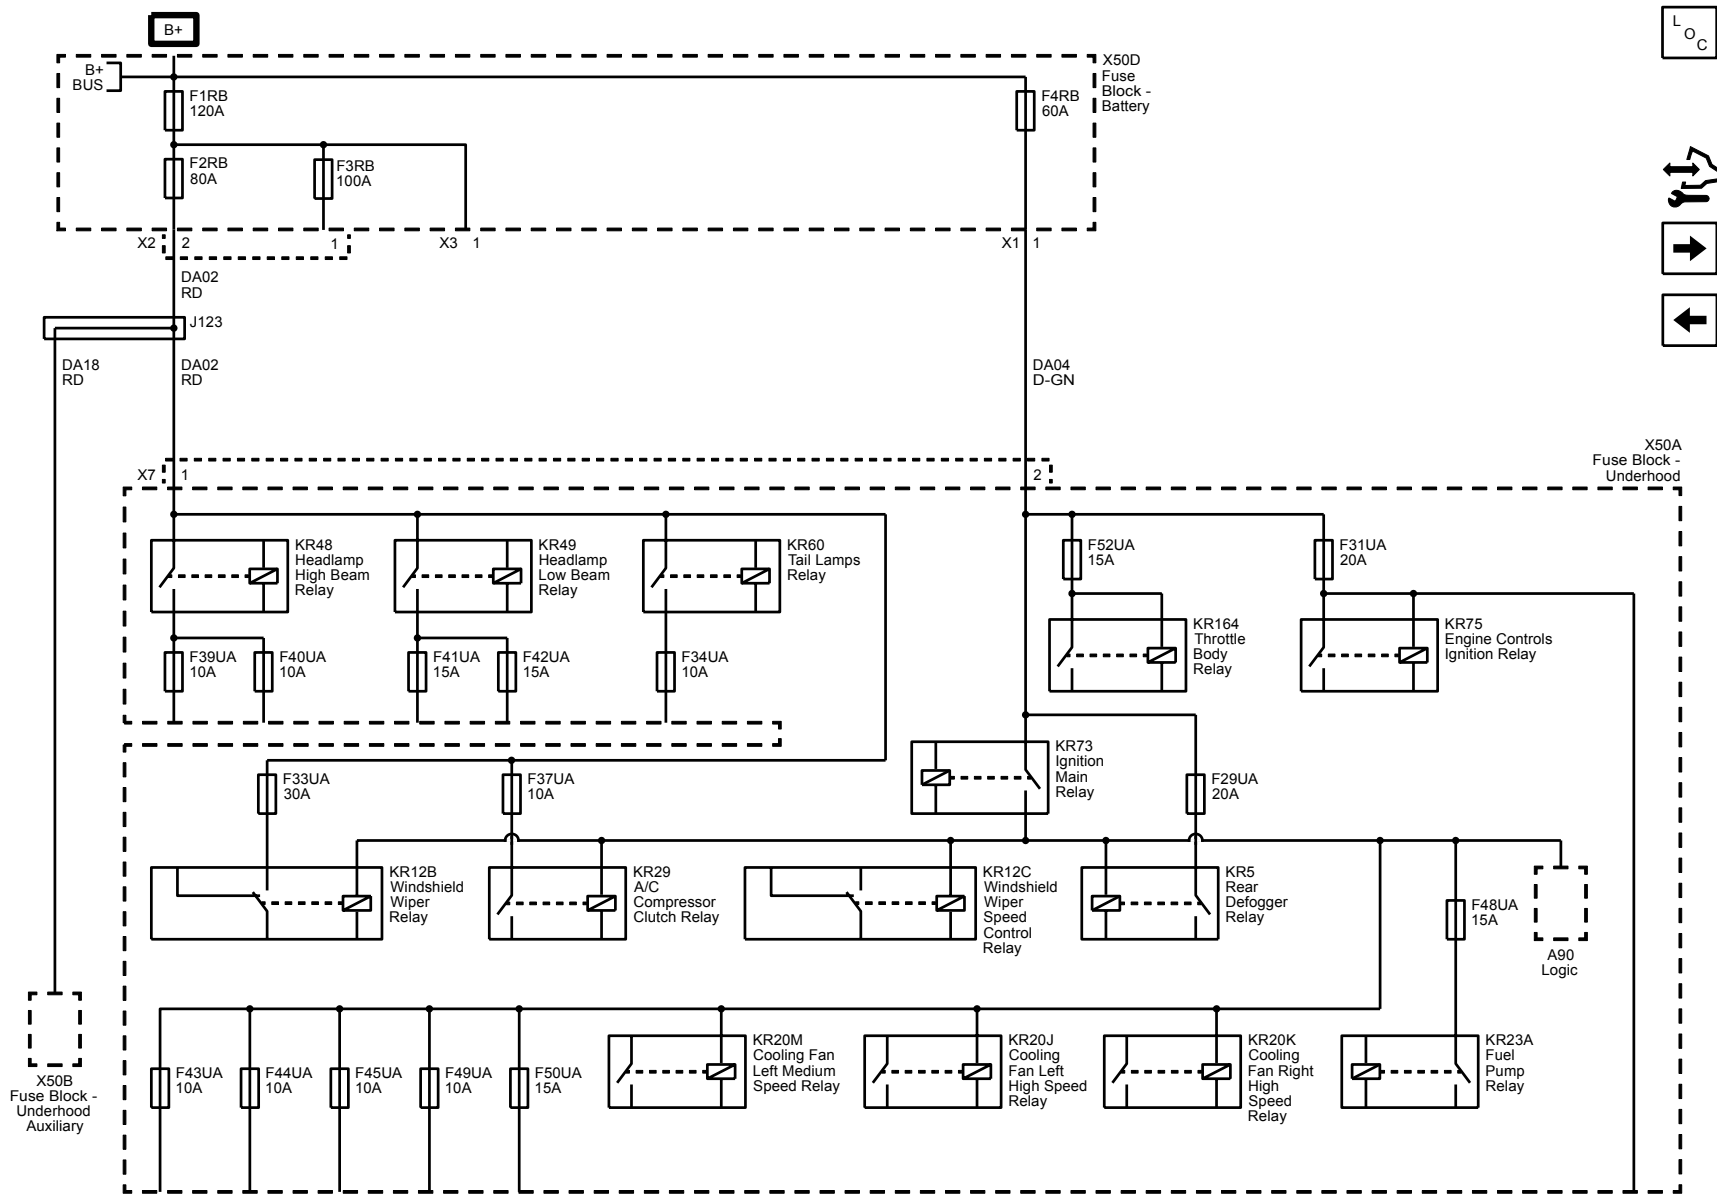 B+
L
O
C
B+
BUS
F1RB
120A
F4RB
60A
X50D
Fuse
Block -
Battery
F2RB
80A
F3RB
100A
X2
2
1
X3
1
X1
1
DA02
RD
J123
DA18
RD
DA02
RD
DA04
D-GN
X50A
Fuse Block -
Underhood
X7
1
2
KR48
Headlamp
High Beam
Relay
KR49
Headlamp
Low Beam
Relay
KR60
Tail Lamps
Relay
F52UA
15A
F31UA
20A
KR164
Throttle
Body
Relay
KR75
Engine Controls
Ignition Relay
F39UA
10A
F40UA
10A
F41UA
15A
F42UA
15A
F34UA
10A
KR73
Ignition
Main
Relay
F33UA
30A
F37UA
10A
F29UA
20A
KR12B
Windshield
Wiper
Relay
KR29
A/C
Compressor
Clutch Relay
KR12C
Windshield
Wiper
Speed
Control
Relay
KR5
Rear
Defogger
Relay
F48UA
15A
A90
Logic
X50B
Fuse Block -
Underhood
Auxiliary
F43UA
10A
F44UA
10A
F45UA
10A
F49UA
10A
F50UA
15A
KR20M
Cooling Fan
Left Medium
Speed Relay
KR20J
Cooling
Fan Left
High Speed
Relay
KR20K
Cooling
Fan Right
High
Speed
Relay
KR23A
Fuel
Pump
Relay